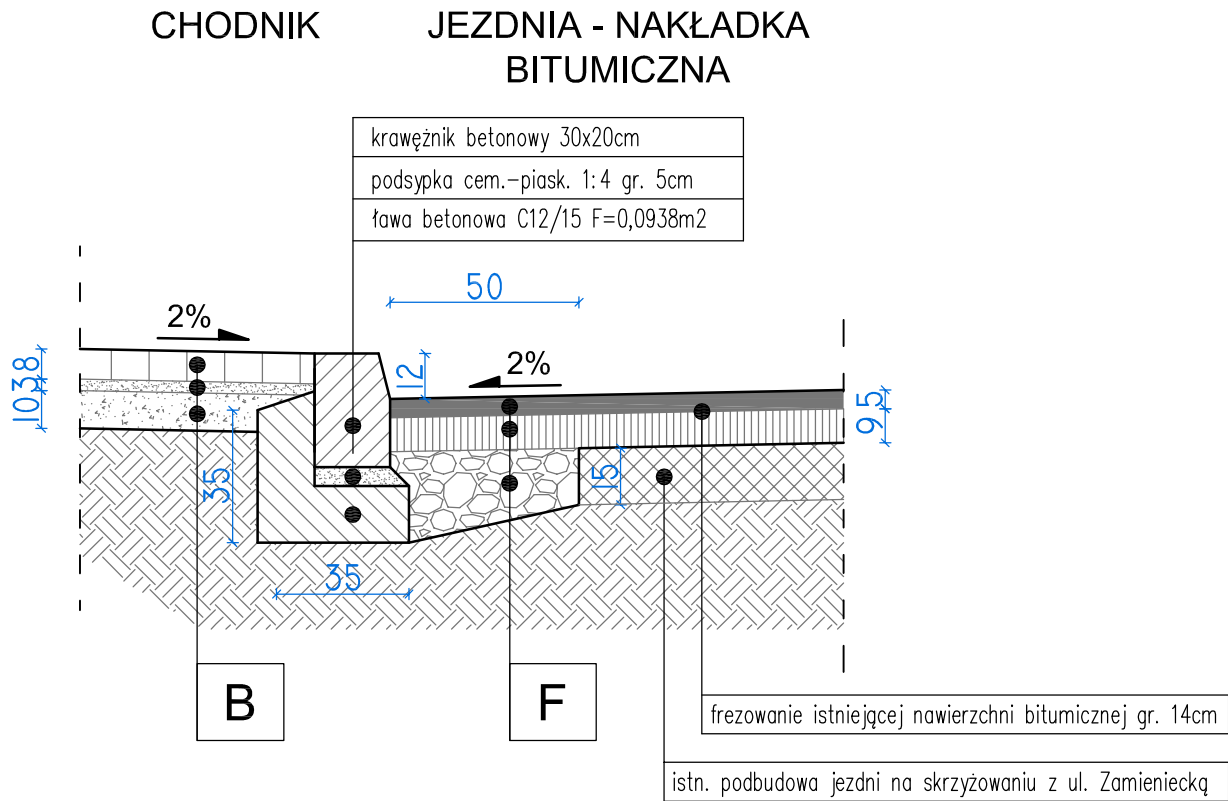 CHODNIK
JEZDNIA - NAKŁADKA
BITUMICZNA
krawężnik betonowy 30x20cm
podsypka cem.-piask. 1:4 gr. 5cm
ława betonowa C12/15 F=0,0938m2
50
2%
2%
12
8
3
10
5
9
35
15
35
B
F
frezowanie istniejącej nawierzchni bitumicznej gr. 14cm
istn. podbudowa jezdni na skrzyżowaniu z ul. Zamieniecką